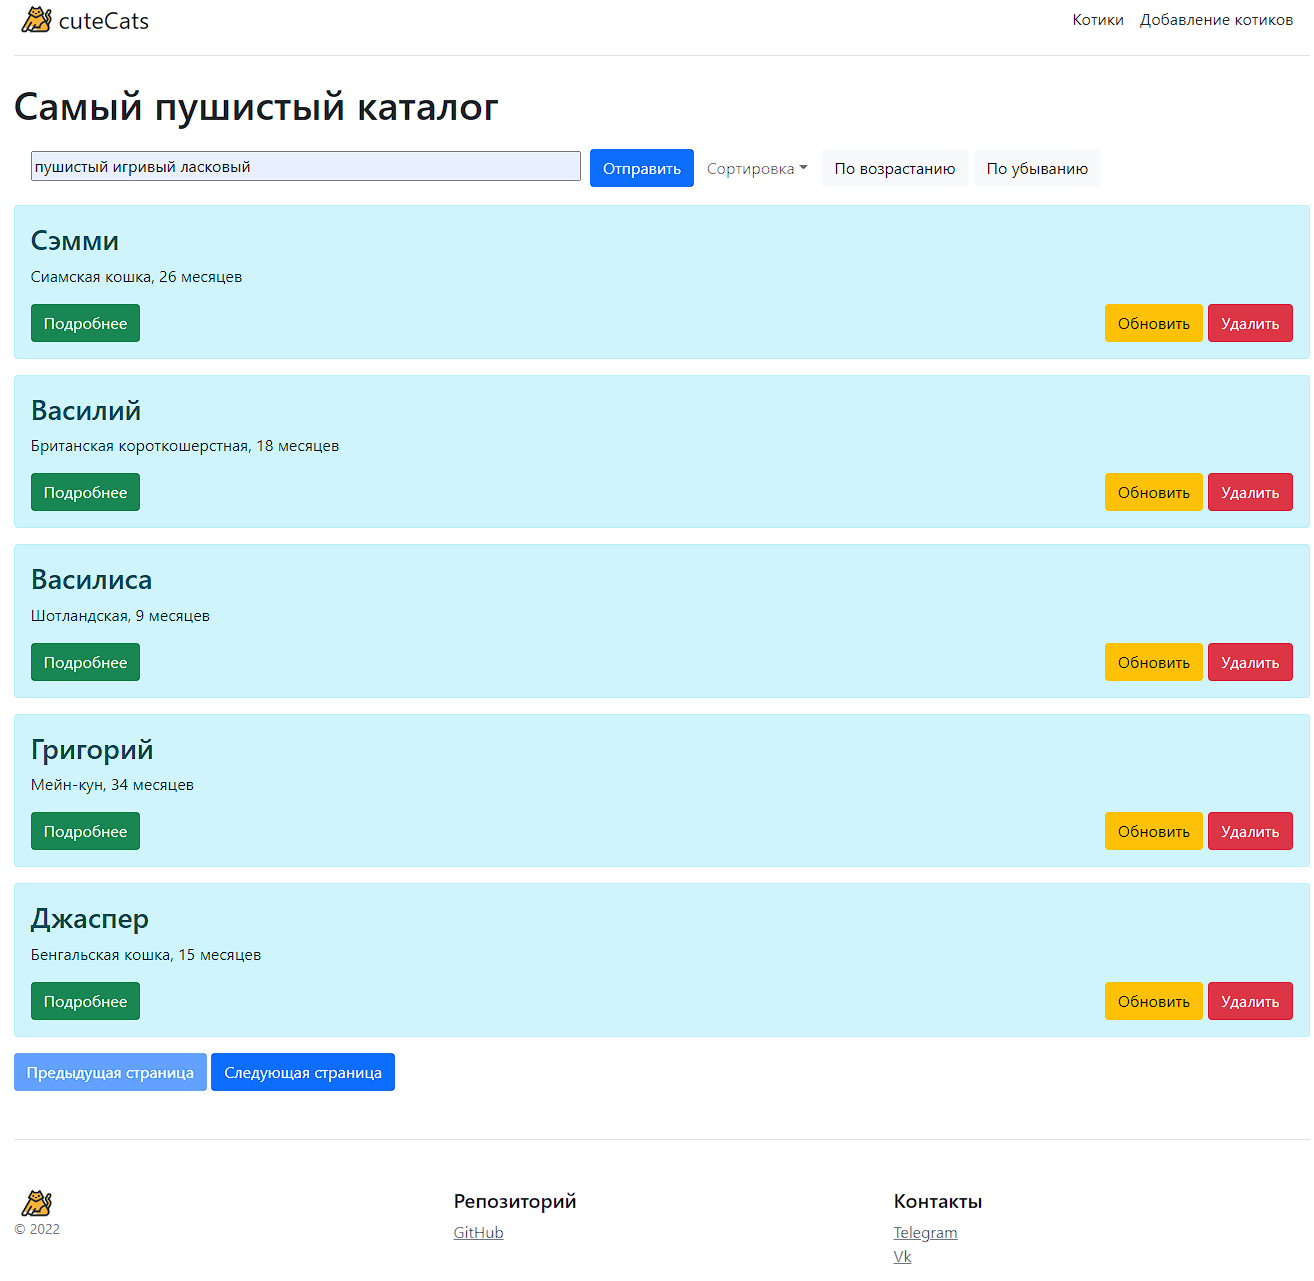 cuteCats Котики Добавление котиков
Самый пушистый каталог
пушистый игривый ласковый Отправить Сортировка По возрастанию По убыванию
Сэмми
Сиамская кошка, 26 месяцев
Подробнее Обновить Удалить
Василий
Британская короткошерстная, 18 месяцев
Подробнее Обновить Удалить
Василиса
Шотландская, 9 месяцев
Подробнее Обновить Удалить
Григорий
Мейн-кун, 34 месяцев
Подробнее Обновить Удалить
Джаспер
Бенгальская кошка, 15 месяцев
Подробнее Обновить Удалить
Предыдущая страница Следующая страница
© 2022
Репозиторий
GitHub
Контакты
Telegram
Vk